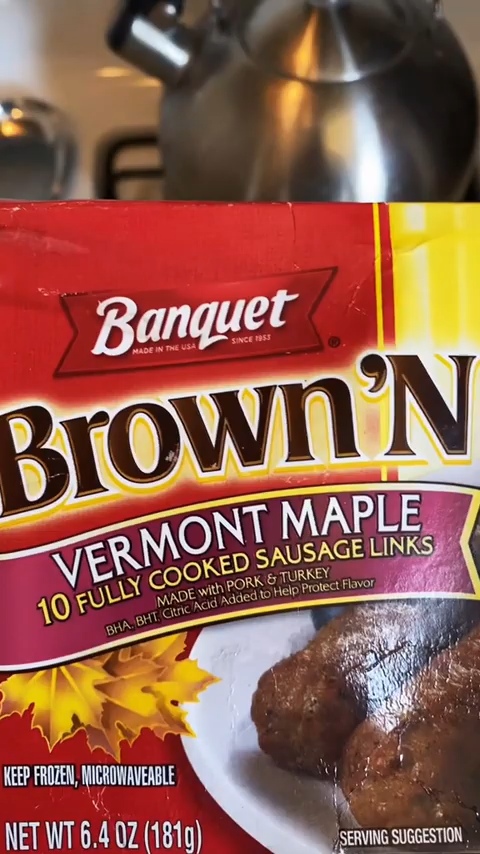 Banquet
MADE IN THE USA SINCE 1953
®
Brown 'N
VERMONT MAPLE
10 FULLY COOKED SAUSAGE LINKS
MADE with PORK & TURKEY
BHA, BHT, Citric Acid Added to Help Protect Flavor
KEEP FROZEN, MICROWAVEABLE
NET WT 6.4 OZ (181g)
SERVING SUGGESTION